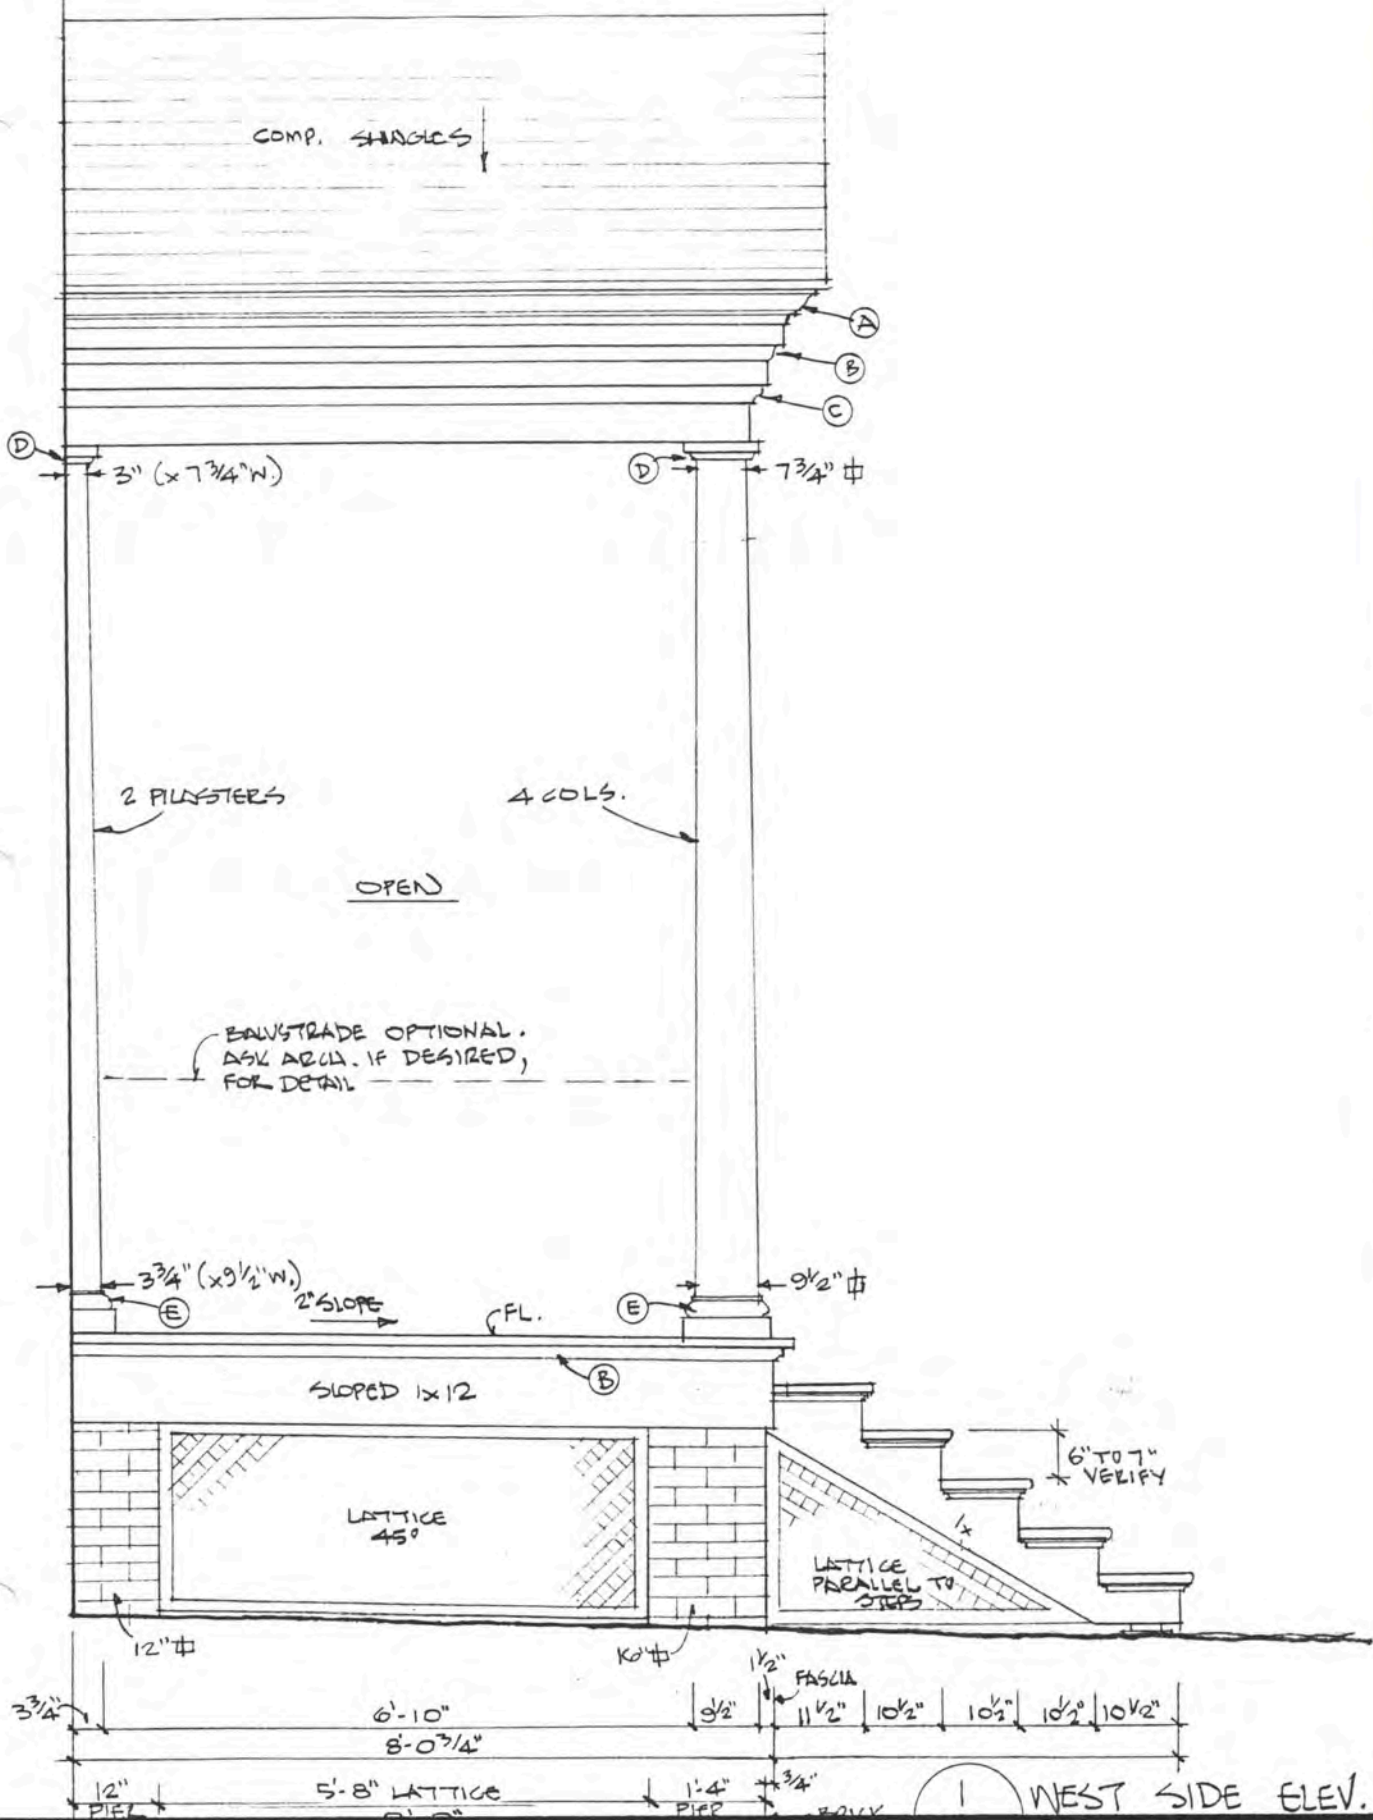 COMP. SHINGLES
A
B
C
D
3" (x 7 3/4" W.)
D
7 3/4" ⏍
2 PILASTERS
4 COLS.
OPEN
BALUSTRADE OPTIONAL.
ASK ARCH. IF DESIRED,
FOR DETAIL
3 3/4" (x 9 1/2" W.)
E
2" SLOPE
FL.
E
9 1/2" ⏍
B
SLOPED 1x12
6" TO 7"
VERIFY
LATTICE
45°
1x
LATTICE
PARALLEL TO
STEPS
12" ⏍
16" ⏍
1 1/2"
FASCIA
3 3/4"
6'-10"
9 1/2"
11 1/2"
10 1/2"
10 1/2"
10 1/2"
10 1/2"
8'-0 3/4"
12"
PIER
5'-8" LATTICE
1'-4"
PIER
3/4"
1
WEST SIDE ELEV.